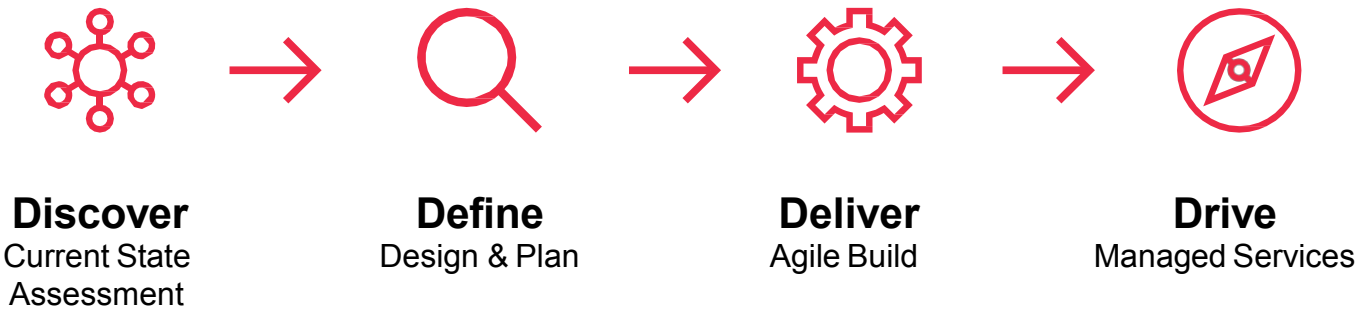 Discover
Current State
Assessment
Define
Design & Plan
Deliver
Agile Build
Drive
Managed Services